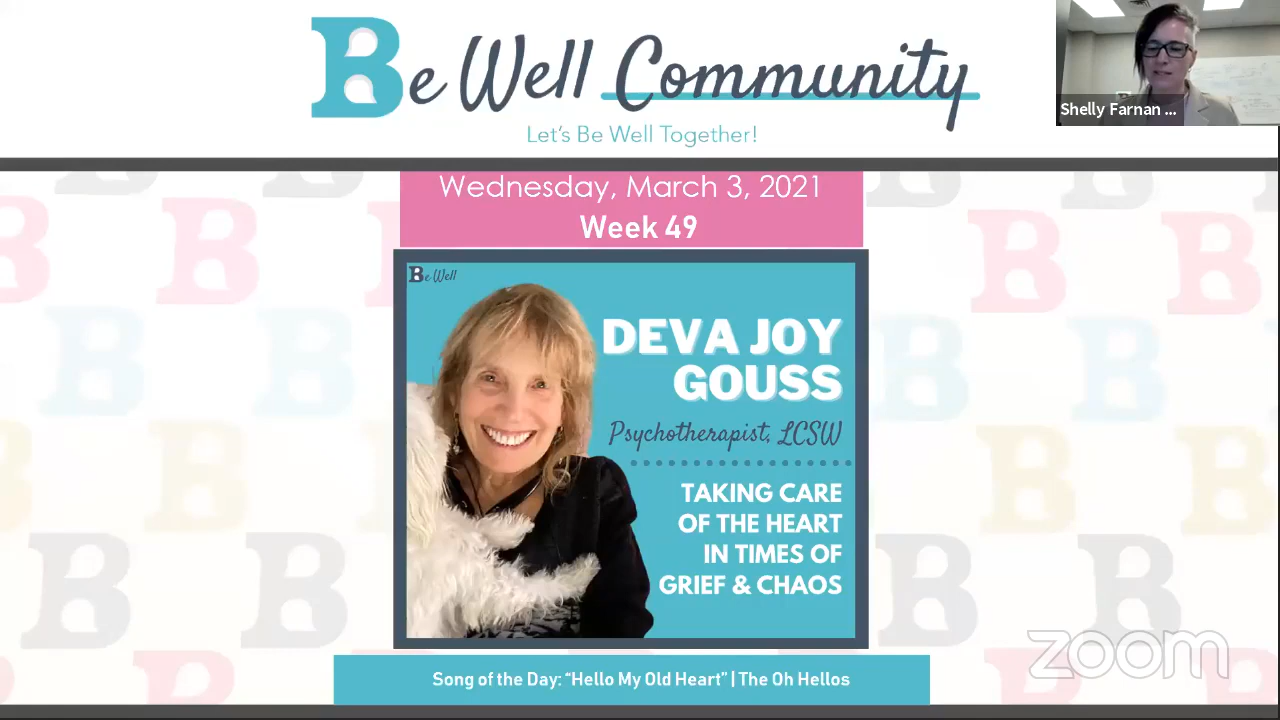 Be Well Community
Let's Be Well Together!
Shelly Farnan ...
Wednesday, March 3, 2021
Week 49
Be Well
DEVA JOY
GOUSS
Psychotherapist, LCSW
TAKING CARE
OF THE HEART
IN TIMES OF
GRIEF & CHAOS
Song of the Day: “Hello My Old Heart” | The Oh Hellos
zoom